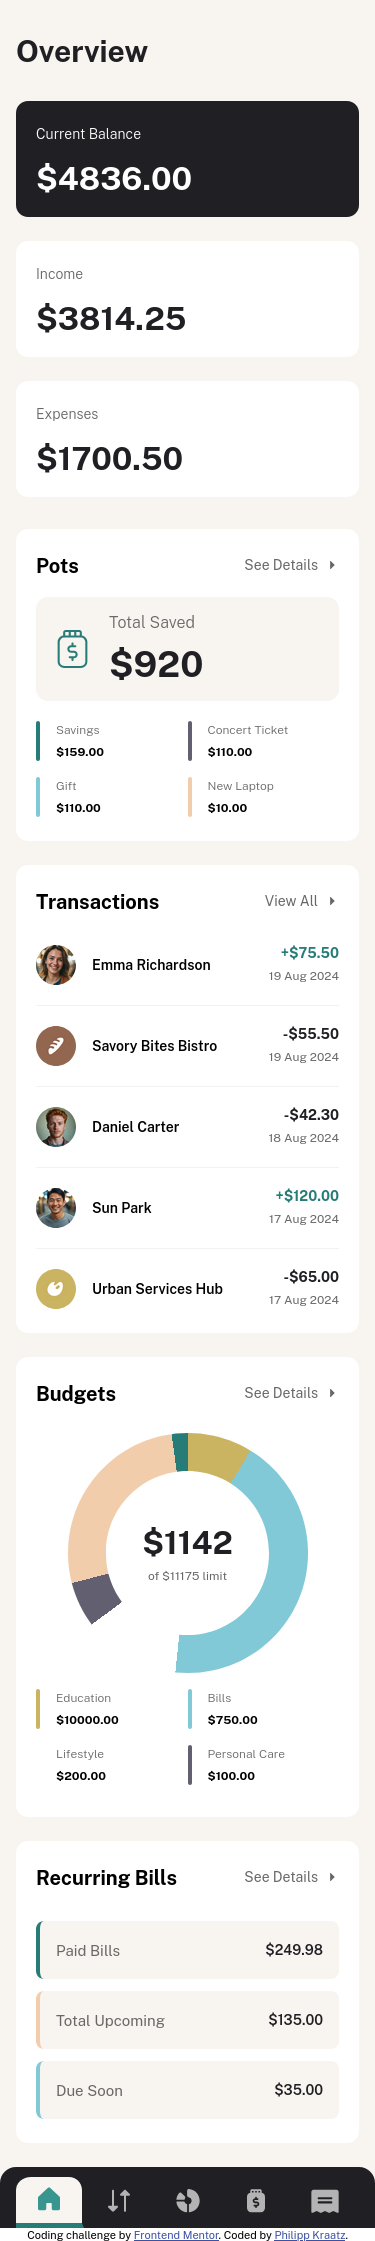 Overview
Current Balance
$4836.00
Income
$3814.25
Expenses
$1700.50
Pots
See Details
Total Saved
$920
Savings
$159.00
Concert Ticket
$110.00
Gift
$110.00
New Laptop
$10.00
Transactions
View All
Emma Richardson
+$75.50
19 Aug 2024
Savory Bites Bistro
-$55.50
19 Aug 2024
Daniel Carter
-$42.30
18 Aug 2024
Sun Park
+$120.00
17 Aug 2024
Urban Services Hub
-$65.00
17 Aug 2024
Budgets
See Details
$1142
of $11175 limit
Education
$10000.00
Bills
$750.00
Lifestyle
$200.00
Personal Care
$100.00
Recurring Bills
See Details
Paid Bills
$249.98
Total Upcoming
$135.00
Due Soon
$35.00
Coding challenge by Frontend Mentor. Coded by Philipp Kraatz.